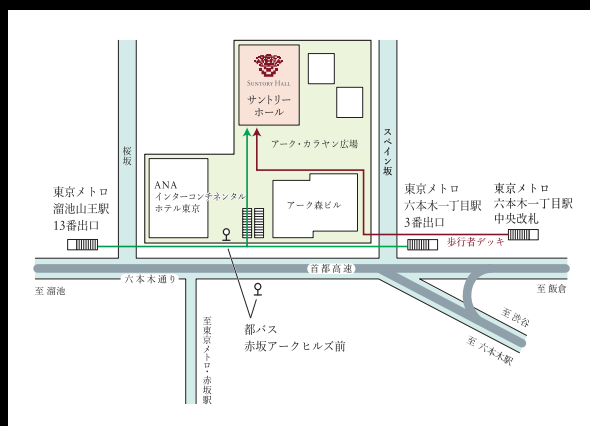 SUNTORY HALL
サントリー
ホール
アーク・カラヤン広場
桜坂
スペイン坂
ANA
インターコンチネンタル
ホテル東京
アーク森ビル
東京メトロ
溜池山王駅
13番出口
東京メトロ
六本木一丁目駅
3番出口
東京メトロ
六本木一丁目駅
中央改札
歩行者デッキ
首都高速
六本木通り
至 溜池
至 飯倉
至 渋谷
至 六本木駅
都バス
赤坂アークヒルズ前
至東京メトロ・赤坂駅